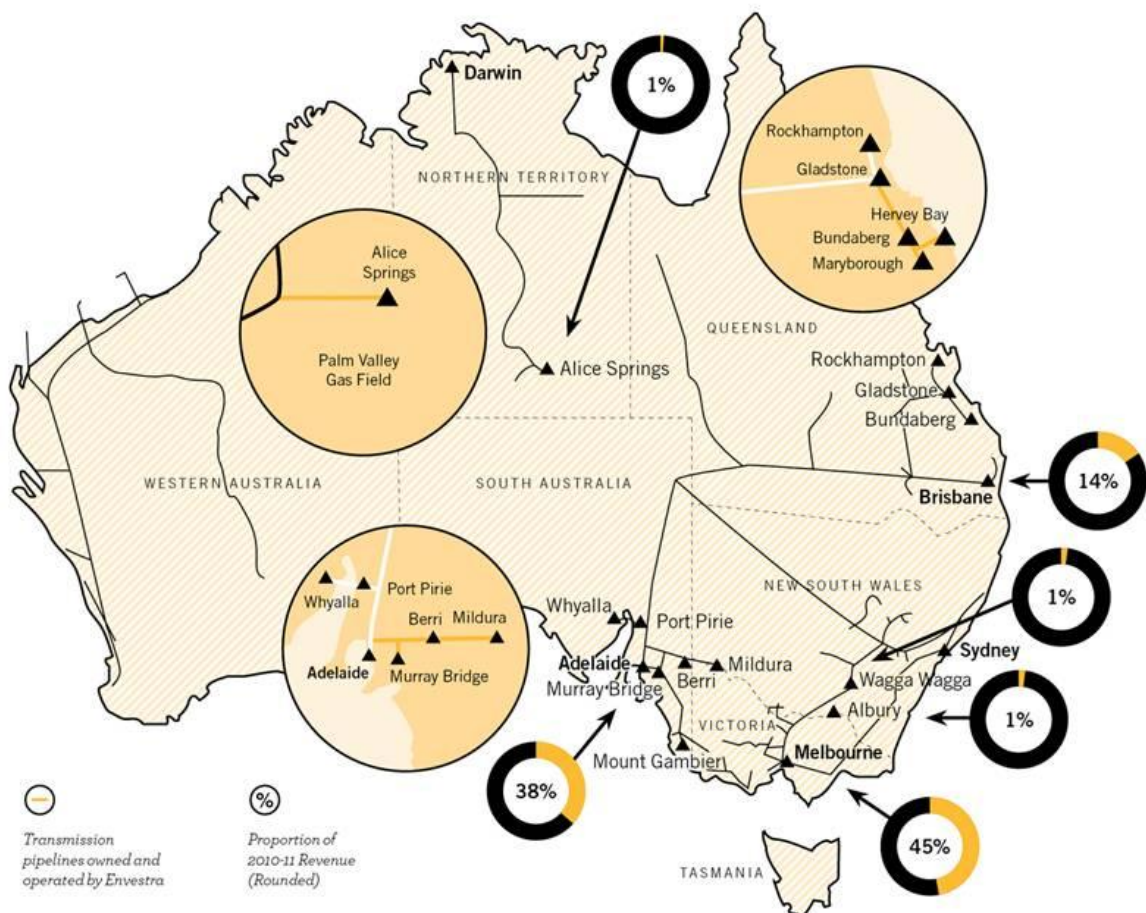 Darwin
1%
Rockhampton
Gladstone
Hervey Bay
Bundaberg
Maryborough
NORTHERN TERRITORY
Alice
Springs
Palm Valley
Gas Field
QUEENSLAND
Alice Springs
Rockhampton
Gladstone
Bundaberg
WESTERN AUSTRALIA
SOUTH AUSTRALIA
14%
Brisbane
Port Pirie
Whyalla
Berri
Mildura
Adelaide
Murray Bridge
NEW SOUTH WALES
1%
Whyalla
Port Pirie
Sydney
Adelaide
Mildura
Murray Bridge
Berri
Wagga Wagga
Albury
1%
VICTORIA
Mount Gambier
Melbourne
38%
45%
TASMANIA
Transmission
pipelines owned and
operated by Envestra
%
Proportion of
2010-11 Revenue
(Rounded)